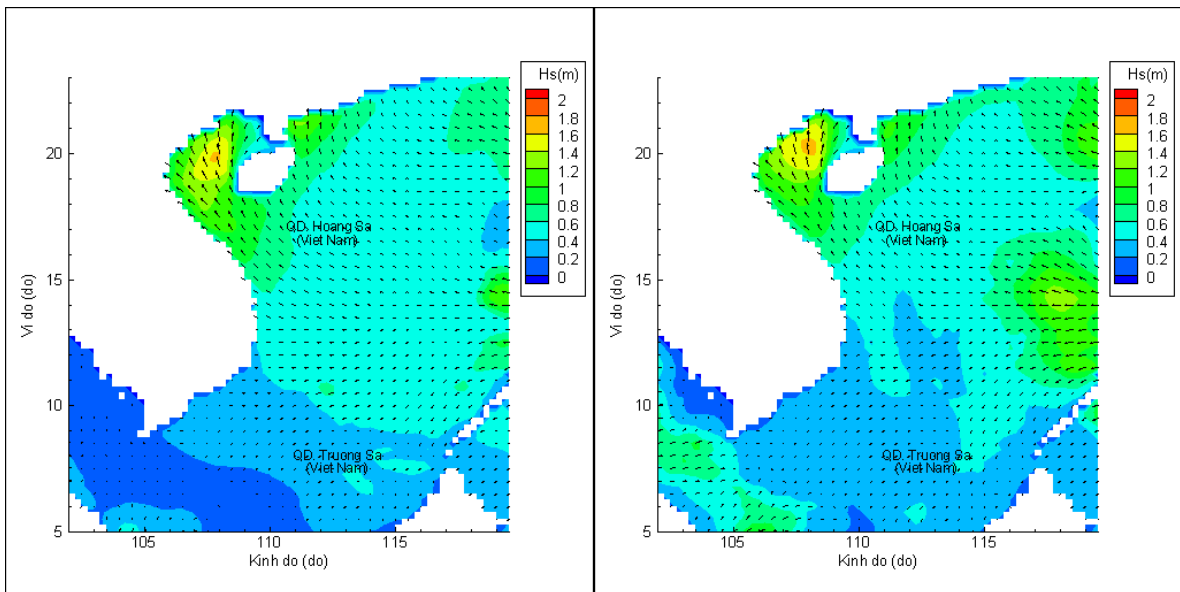 Hs(m)
2
1.8
1.6
1.4
1.2
1
0.8
0.6
0.4
0.2
0
20
15
10
5
Vi do (do)
QD. Hoang Sa
(Viet Nam)
QD. Truong Sa
(Viet Nam)
105
110
115
Kinh do (do)
Hs(m)
2
1.8
1.6
1.4
1.2
1
0.8
0.6
0.4
0.2
0
20
15
10
5
Vi do (do)
QD. Hoang Sa
(Viet Nam)
QD. Truong Sa
(Viet Nam)
105
110
115
Kinh do (do)